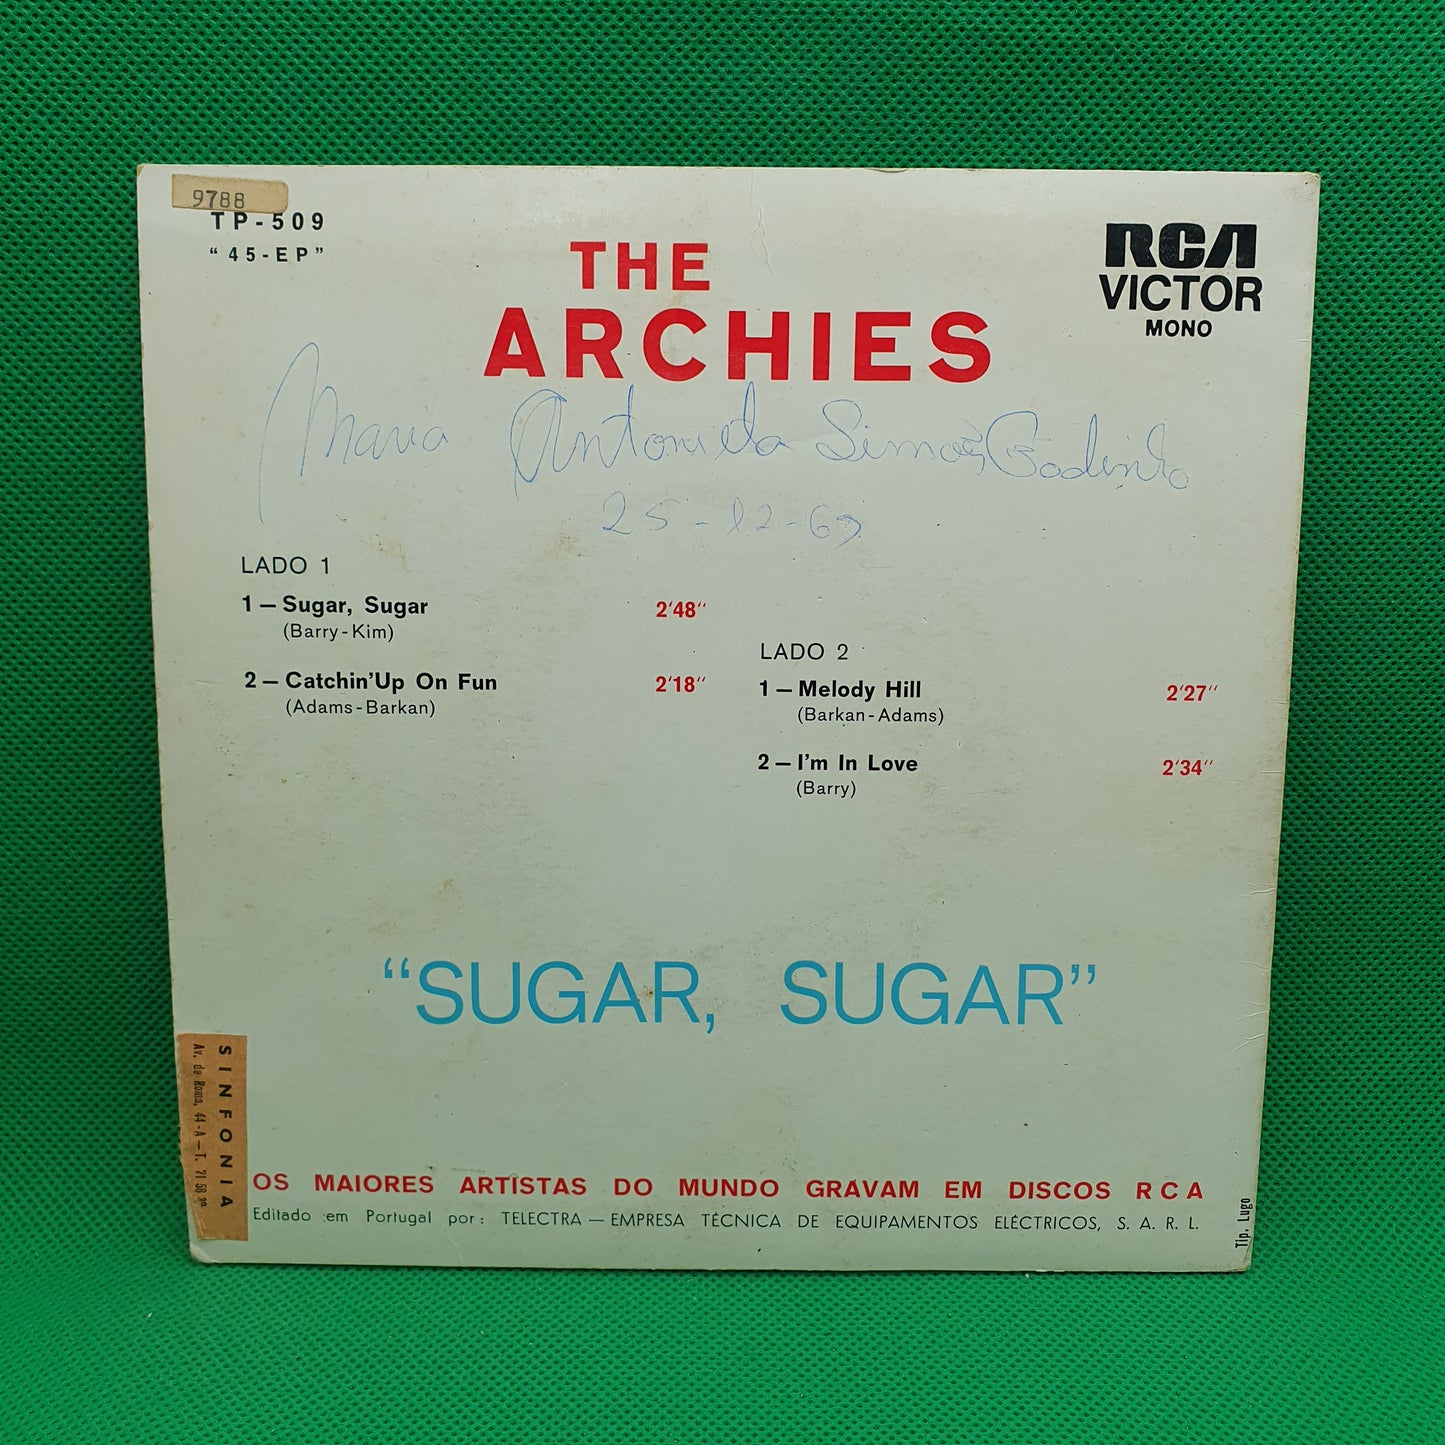 9788
TP-509
"45-EP"
THE
ARCHIES
RCA
VICTOR
MONO
Maria Antonieta Simões Godinho
25-12-69
LADO 1
1 — Sugar, Sugar 2'48"
(Barry-Kim)
2 — Catchin'Up On Fun 2'18"
(Adams-Barkan)
LADO 2
1 — Melody Hill 2'27"
(Barkan-Adams)
2 — I'm In Love 2'34"
(Barry)
"SUGAR, SUGAR"
SINFONIA
Av. de Roma, 44-A — T. 71 58
OS MAIORES ARTISTAS DO MUNDO GRAVAM EM DISCOS RCA
Editado em Portugal por: TELECTRA — EMPRESA TÉCNICA DE EQUIPAMENTOS ELÉCTRICOS, S. A. R. L.
Tip. Lugo